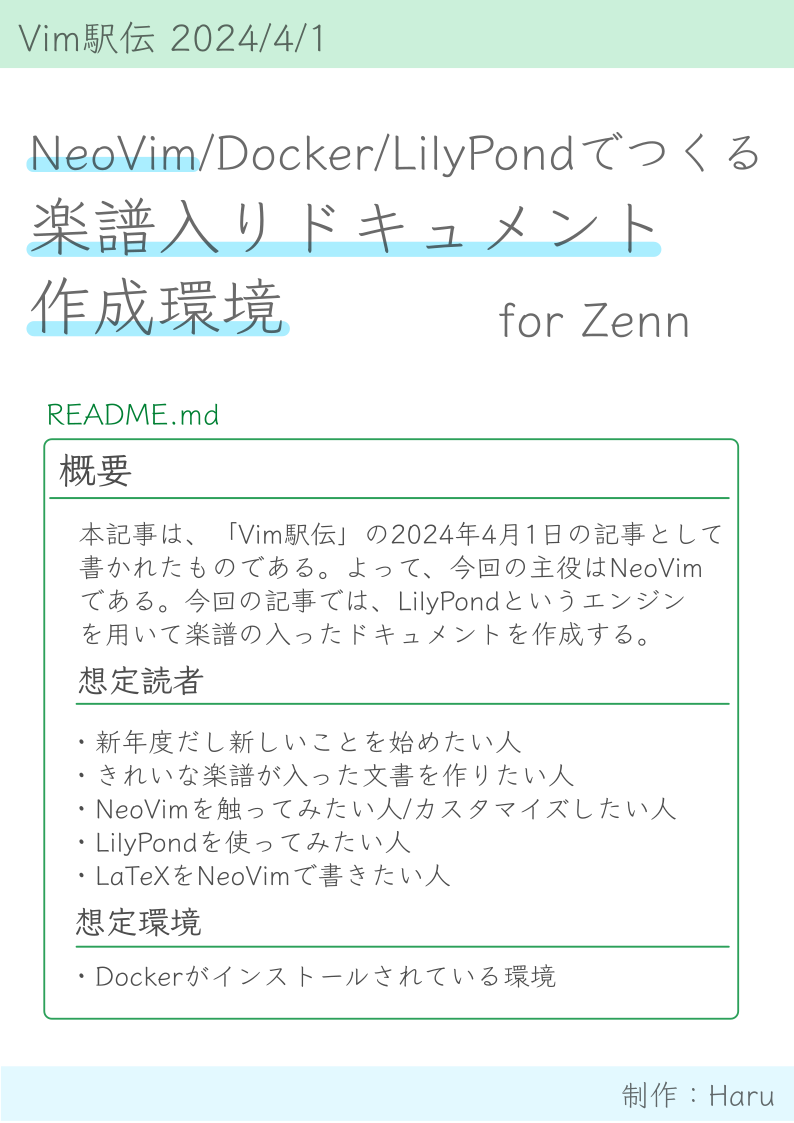 Vim駅伝 2024/4/1
NeoVim/Docker/LilyPondでつくる
楽譜入りドキュメント
作成環境
for Zenn
README.md
概要
本記事は、「Vim駅伝」の2024年4月1日の記事として
書かれたものである。よって、今回の主役はNeoVim
である。今回の記事では、LilyPondというエンジン
を用いて楽譜の入ったドキュメントを作成する。
想定読者
・新年度だし新しいことを始めたい人
・きれいな楽譜が入った文書を作りたい人
・NeoVimを触ってみたい人/カスタマイズしたい人
・LilyPondを使ってみたい人
・LaTeXをNeoVimで書きたい人
想定環境
・Dockerがインストールされている環境
制作：Haru